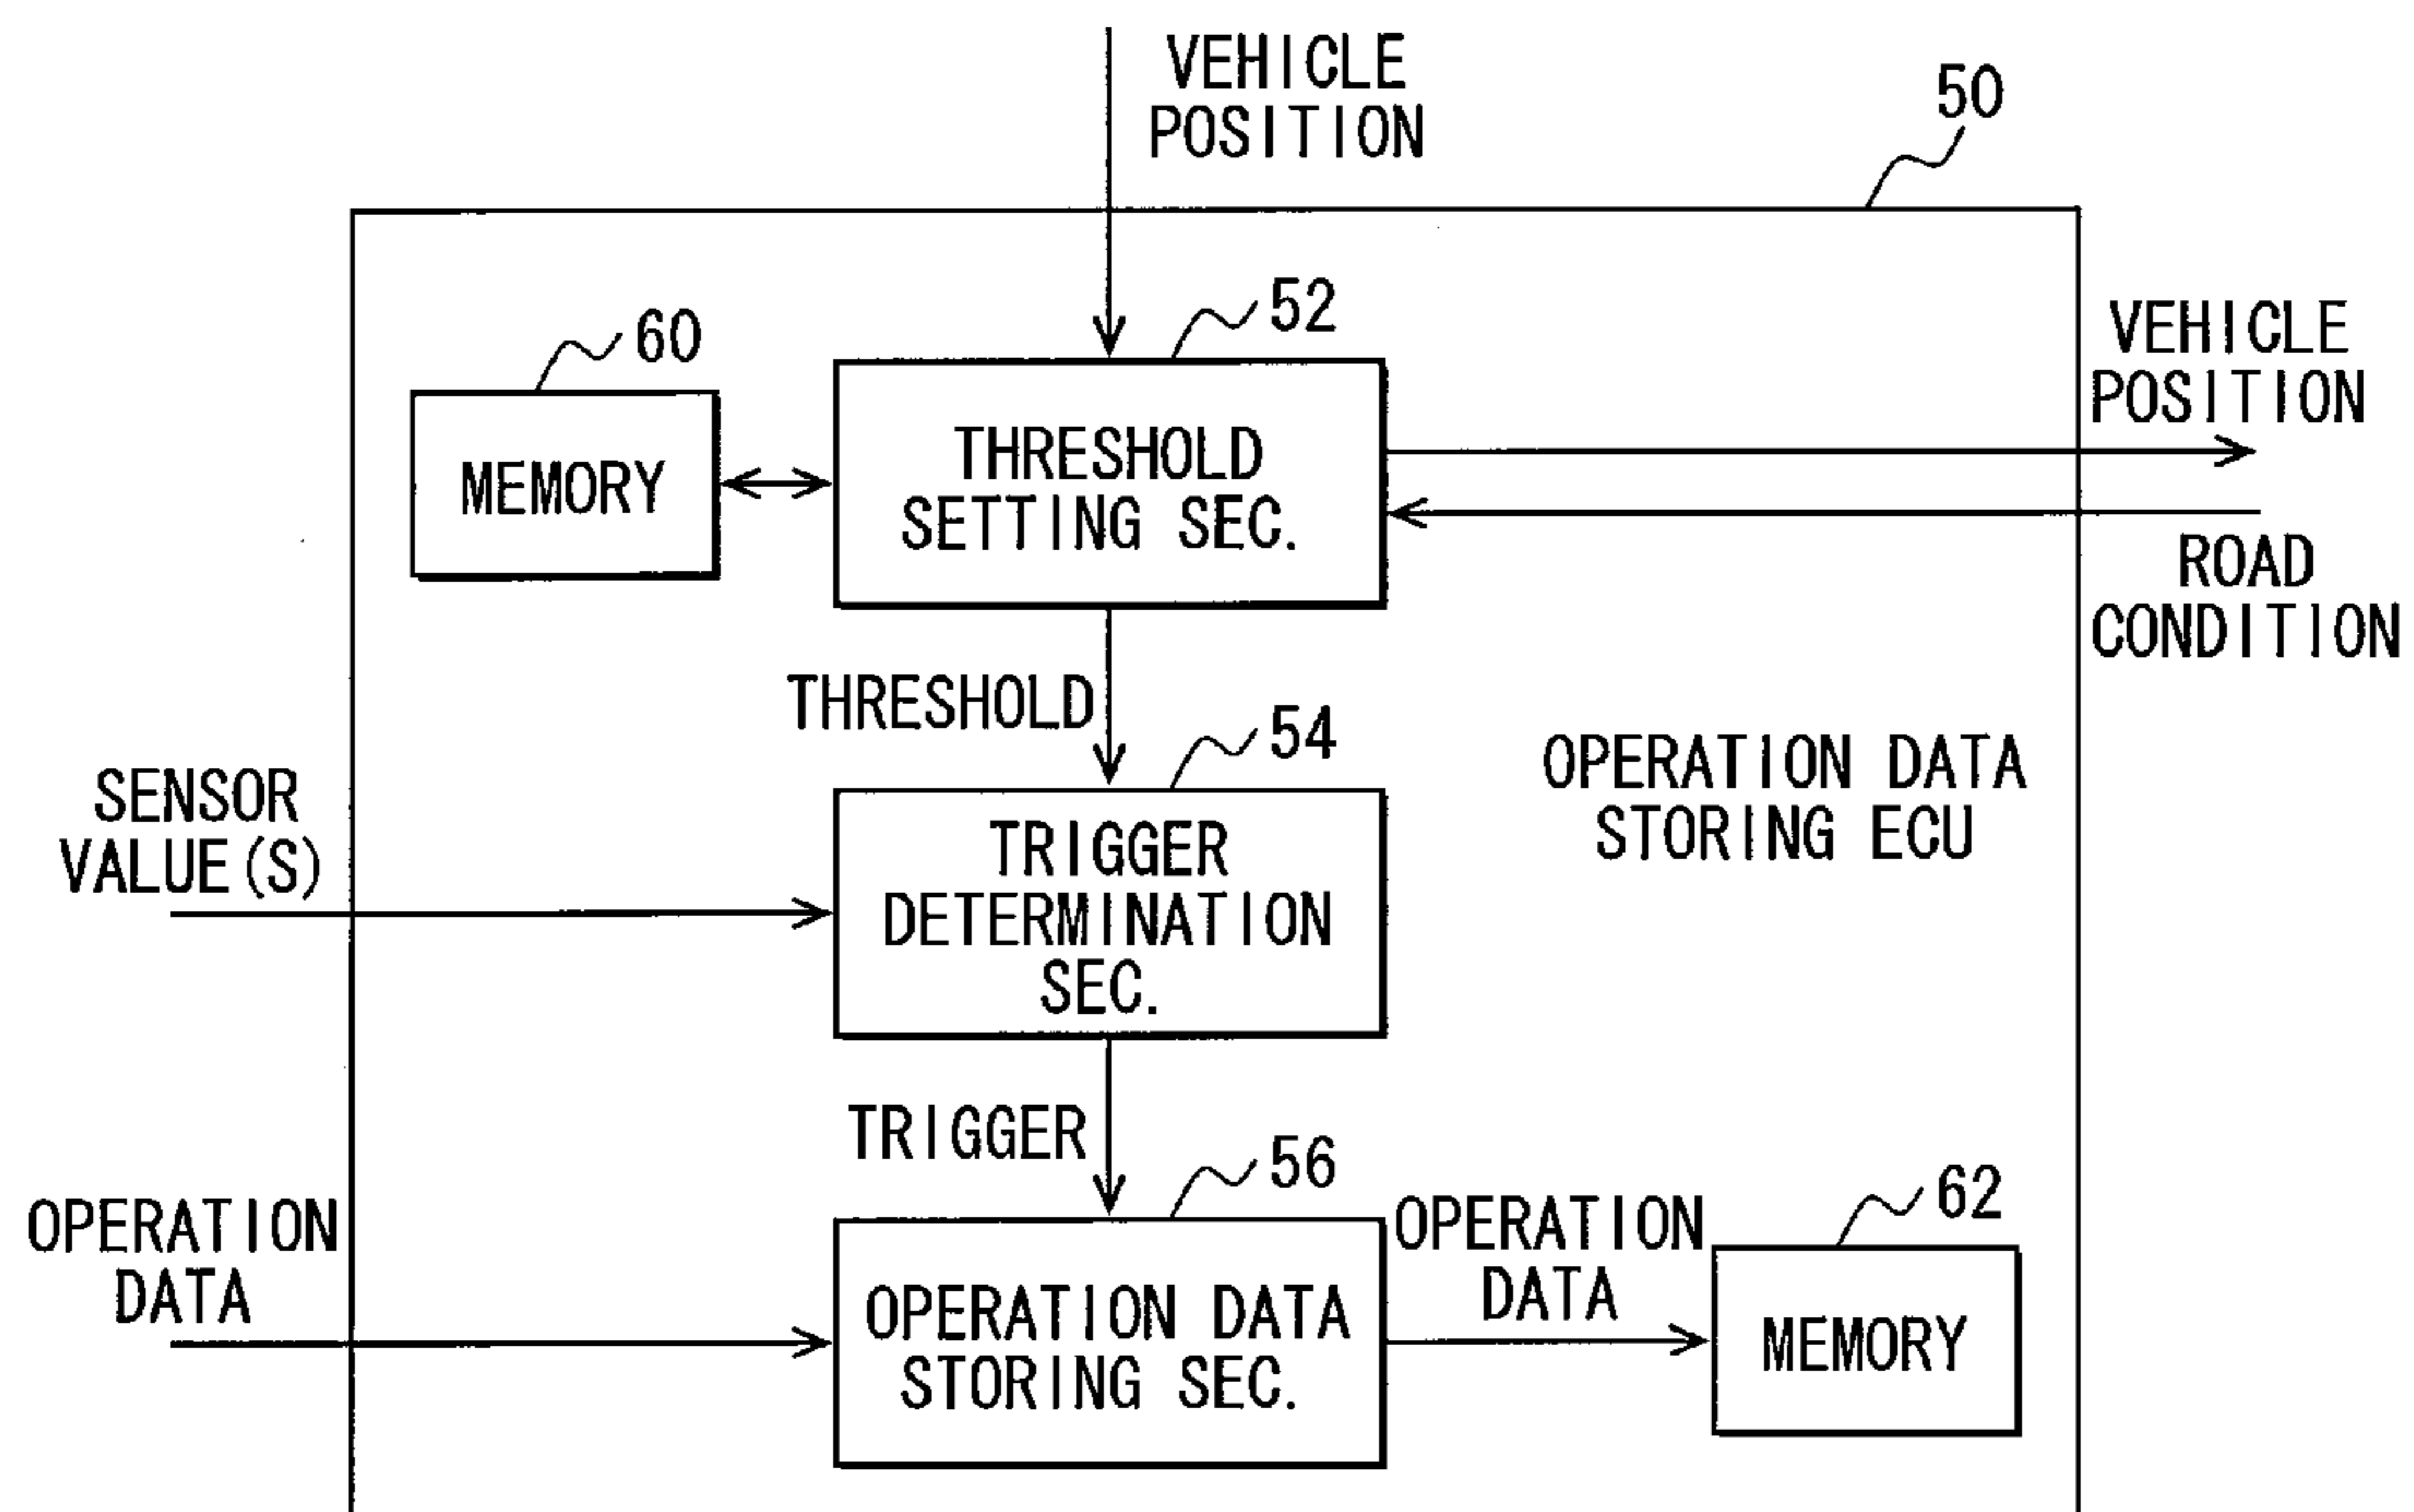 VEHICLE
POSITION
50
52
60
MEMORY
THRESHOLD
SETTING SEC.
VEHICLE
POSITION
ROAD
CONDITION
THRESHOLD
54
SENSOR
VALUE(S)
TRIGGER
DETERMINATION
SEC.
OPERATION DATA
STORING ECU
TRIGGER
56
OPERATION
DATA
OPERATION DATA
STORING SEC.
OPERATION
DATA
62
MEMORY